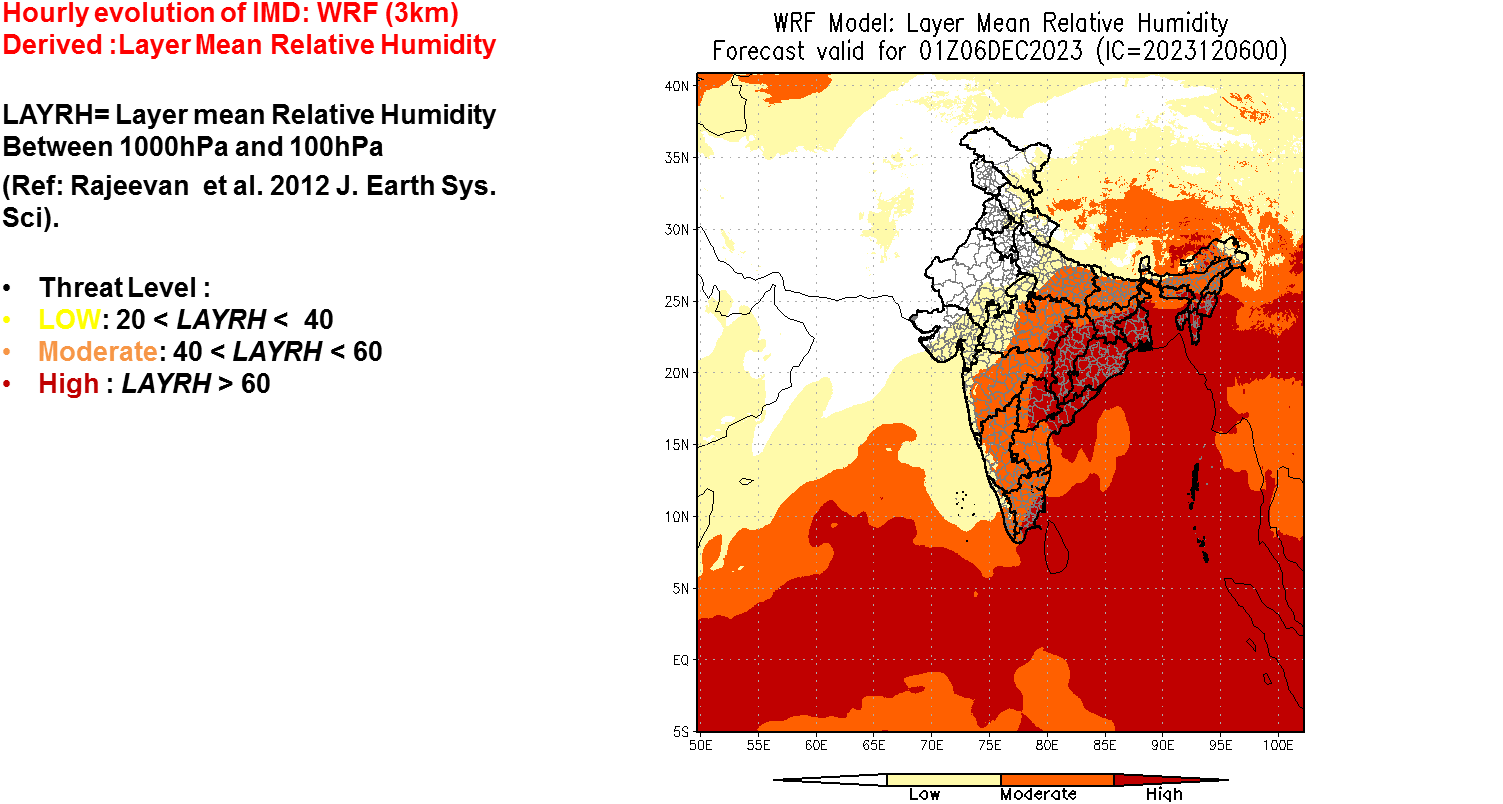 Hourly evolution of IMD: WRF (3km)
Derived :Layer Mean Relative Humidity
LAYRH= Layer mean Relative Humidity
Between 1000hPa and 100hPa
(Ref: Rajeevan et al. 2012 J. Earth Sys.
Sci).
• Threat Level :
• LOW: 20 < LAYRH < 40
• Moderate: 40 < LAYRH < 60
• High : LAYRH > 60
WRF Model: Layer Mean Relative Humidity
Forecast valid for 01Z06DEC2023 (IC=2023120600)
40N
35N
30N
25N
20N
15N
10N
5N
EQ
5S
50E 55E 60E 65E 70E 75E 80E 85E 90E 95E 100E
Low Moderate High